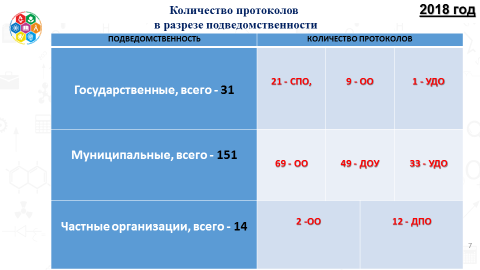 Количество протоколов
в разрезе подведомственности
2018 год
ПОДВЕДОМСТВЕННОСТЬ
КОЛИЧЕСТВО ПРОТОКОЛОВ
Государственные, всего - 31
21 - СПО,
9 - ОО
1 - УДО
Муниципальные, всего - 151
69 - ОО
49 - ДОУ
33 - УДО
Частные организации, всего - 14
2 -ОО
12 - ДПО
7